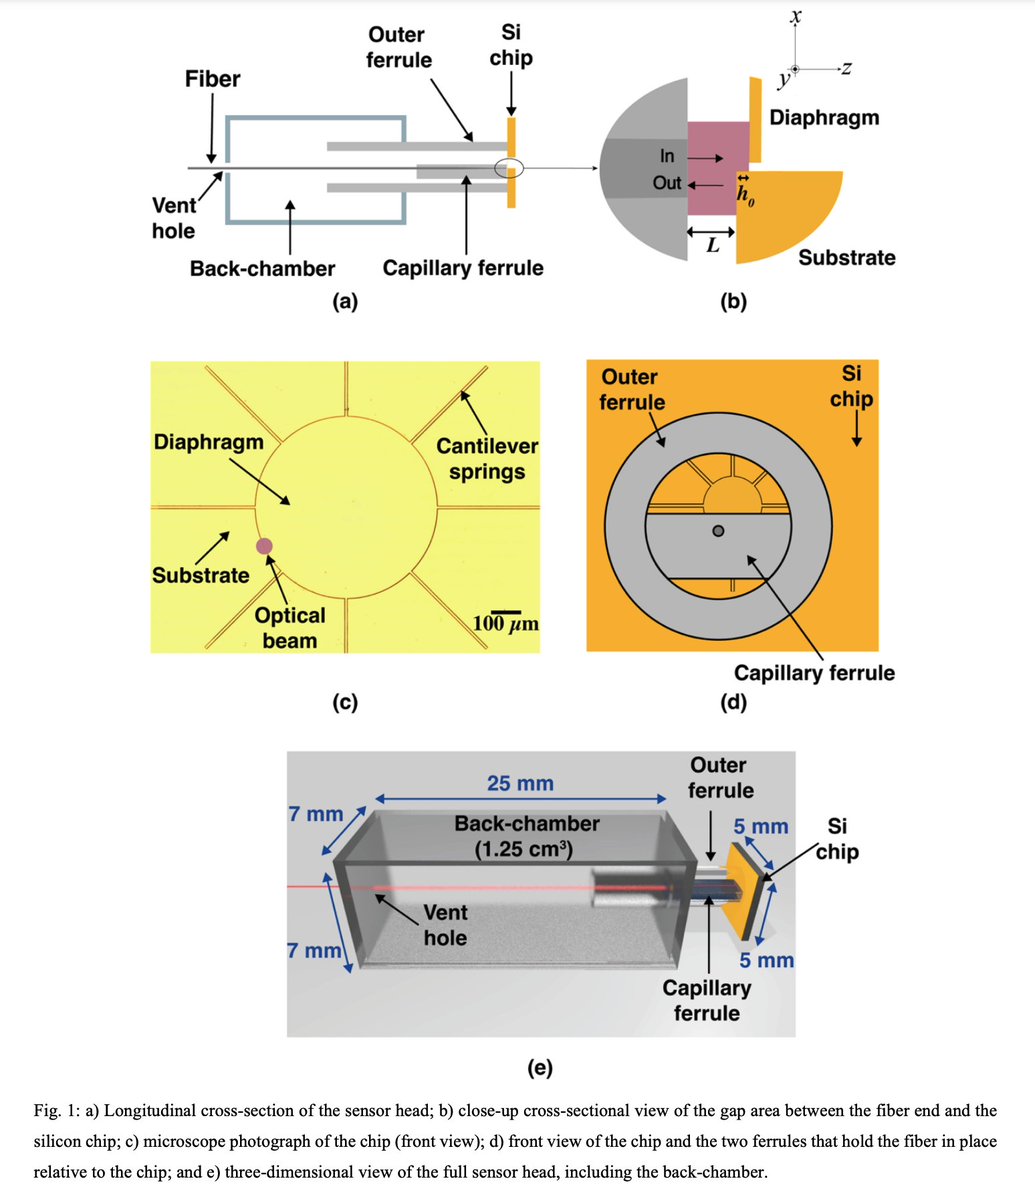 Outer
ferrule
Si
chip
Fiber
Vent
hole
Back-chamber
Capillary ferrule
(a)
x
y
z
Diaphragm
In
Out
h0
L
Substrate
(b)
Diaphragm
Cantilever
springs
Substrate
Optical
beam
100 μm
(c)
Outer
ferrule
Si
chip
Capillary ferrule
(d)
25 mm
7 mm
Back-chamber
(1.25 cm³)
Outer
ferrule
5 mm
Si
chip
Vent
hole
7 mm
5 mm
Capillary
ferrule
(e)
Fig. 1: a) Longitudinal cross-section of the sensor head; b) close-up cross-sectional view of the gap area between the fiber end and the
silicon chip; c) microscope photograph of the chip (front view); d) front view of the chip and the two ferrules that hold the fiber in place
relative to the chip; and e) three-dimensional view of the full sensor head, including the back-chamber.